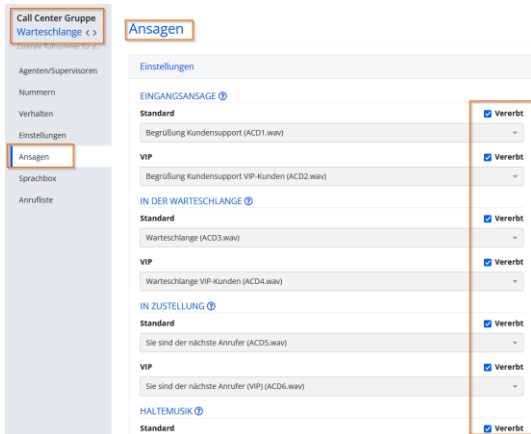 Call Center Gruppe
Warteschlange < >
Zentrale Rufnummer für d...
Agenten/Supervisoren
Nummern
Verhalten
Einstellungen
Ansagen
Sprachbox
Anrufliste
Ansagen
Einstellungen
EINGANGSANSAGE ?
Standard Vererbt
Begrüßung Kundensupport (ACD1.wav)
VIP Vererbt
Begrüßung Kundensupport VIP-Kunden (ACD2.wav)
IN DER WARTESCHLANGE ?
Standard Vererbt
Warteschlange (ACD3.wav)
VIP Vererbt
Warteschlange VIP-Kunden (ACD4.wav)
IN ZUSTELLUNG ?
Standard Vererbt
Sie sind der nächste Anrufer (ACD5.wav)
VIP Vererbt
Sie sind der nächste Anrufer (VIP) (ACD6.wav)
HALTEMUSIK ?
Standard Vererbt